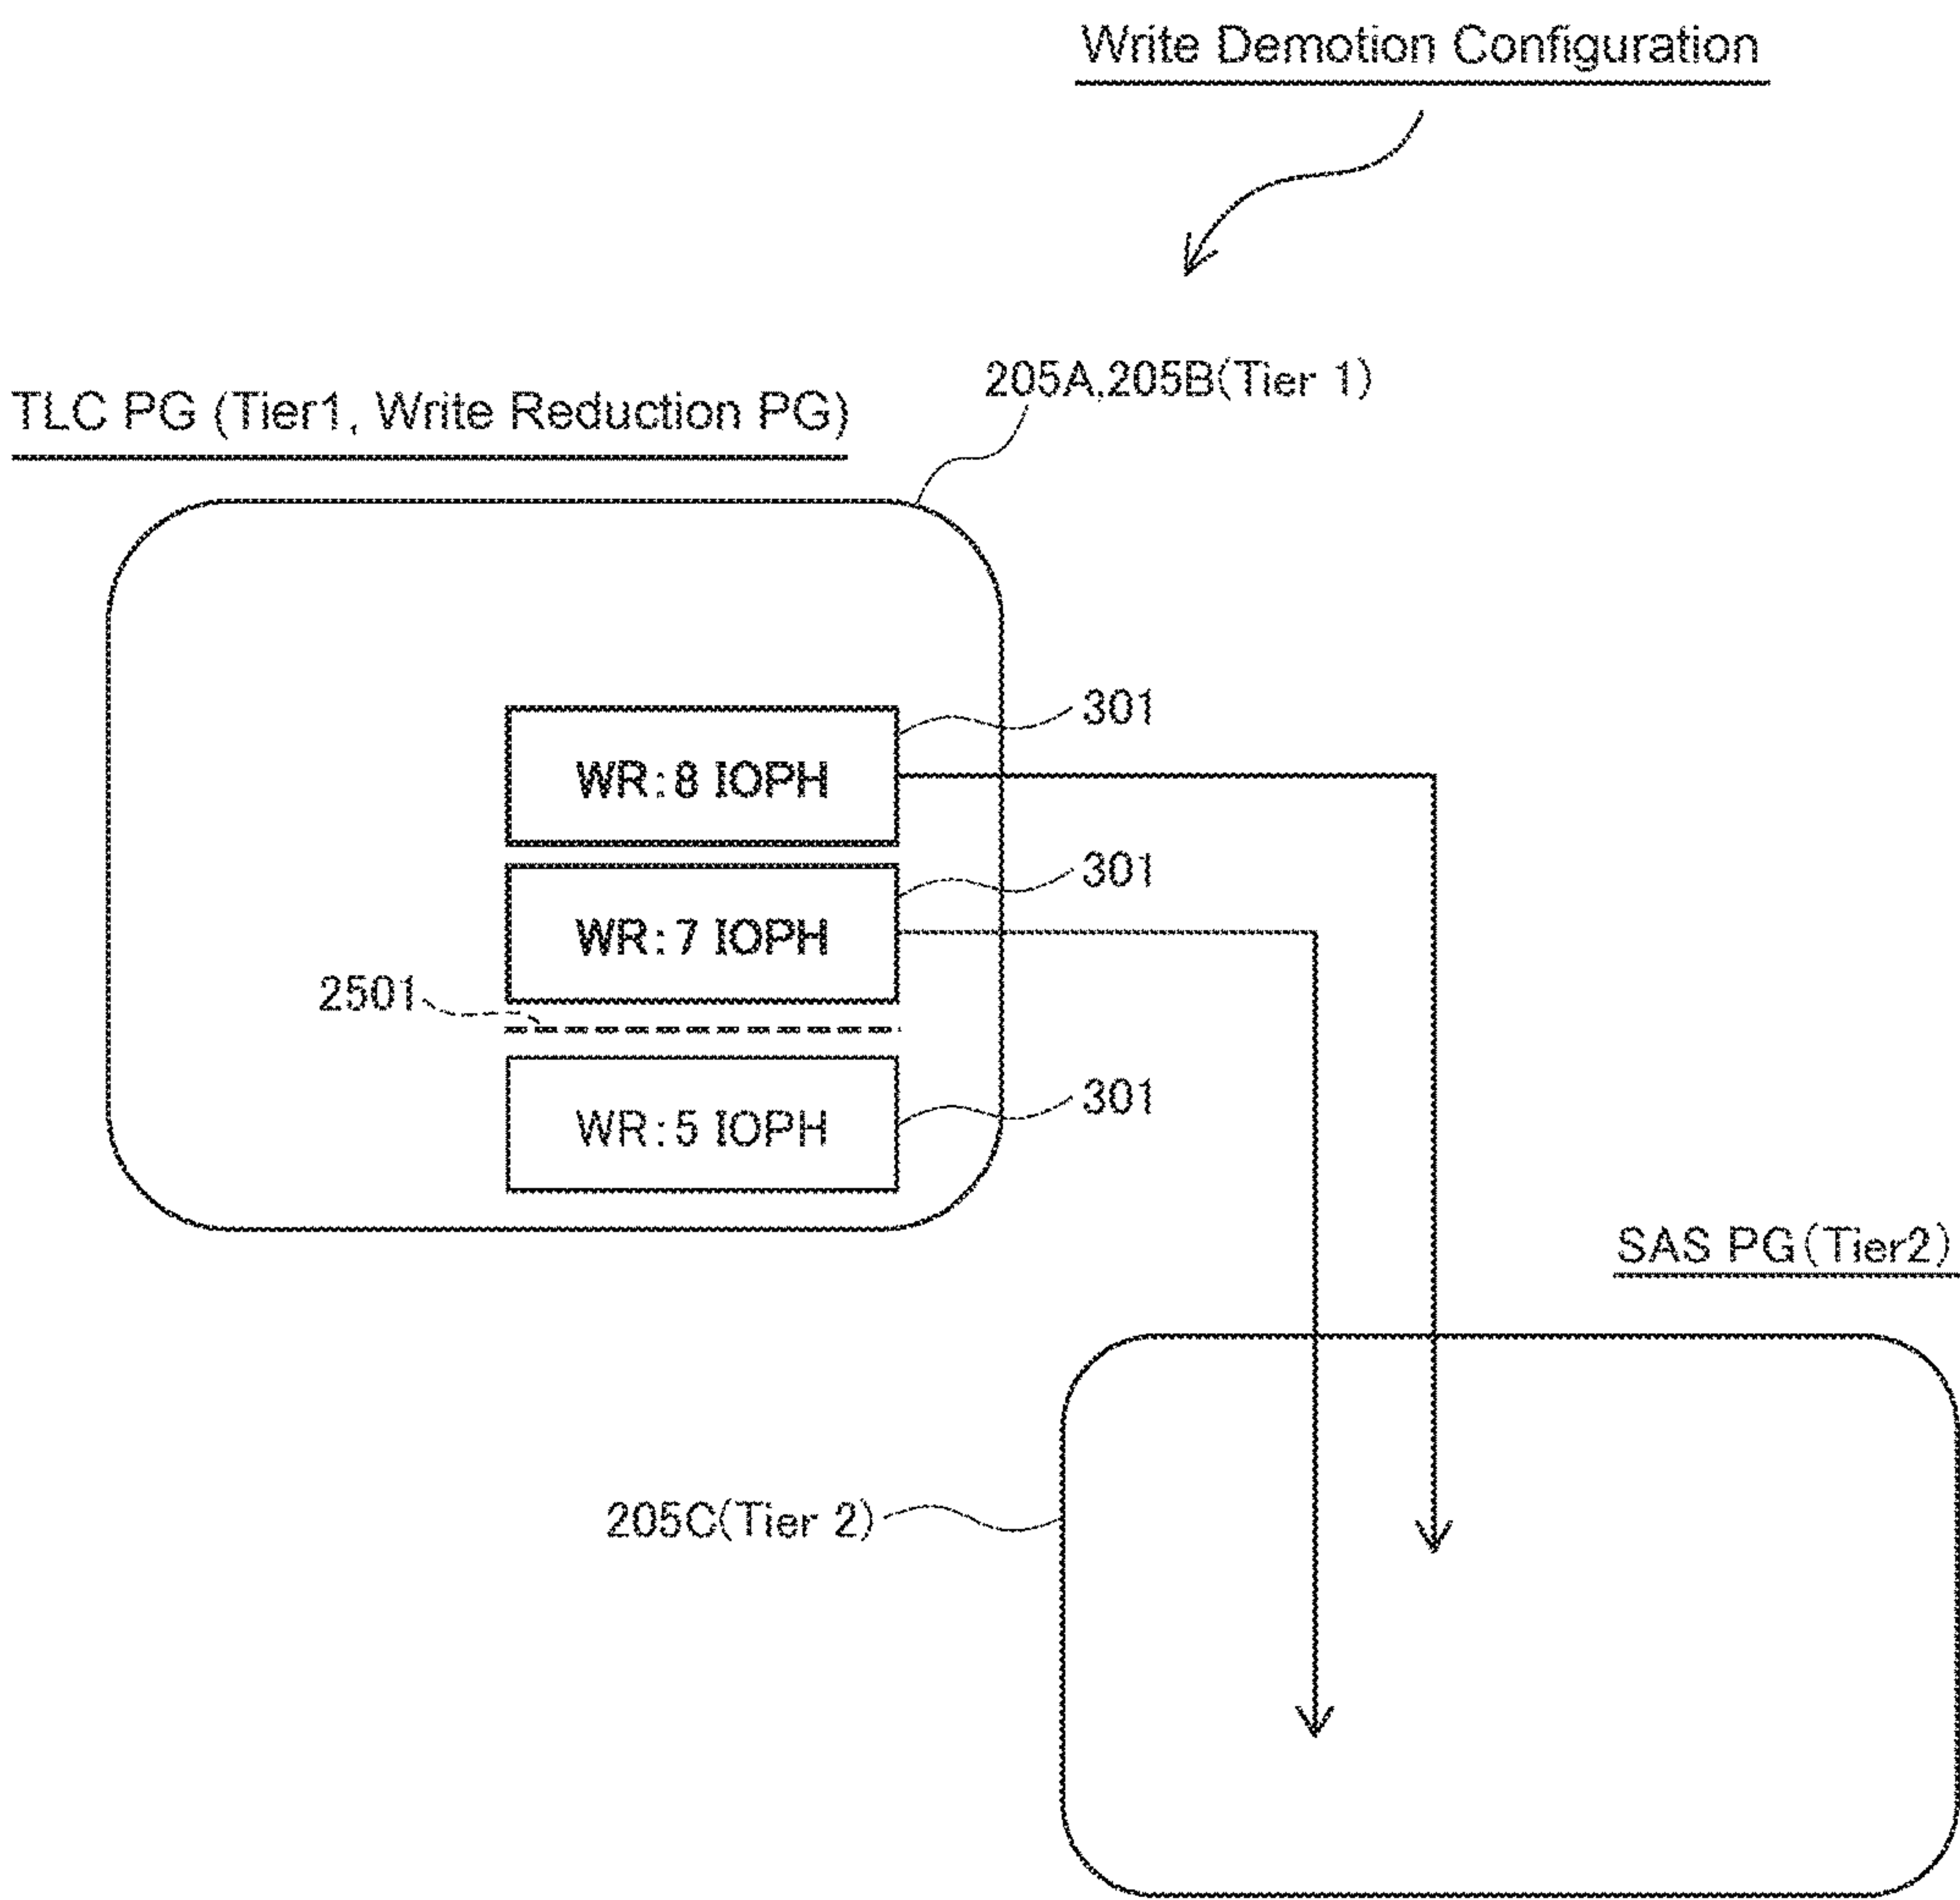 Write Demotion Configuration
205A,205B(Tier 1)
TLC PG (Tier1, Write Reduction PG)
301
WR:8 IOPH
301
WR:7 IOPH
2501
301
WR:5 IOPH
SAS PG(Tier2)
205C(Tier 2)